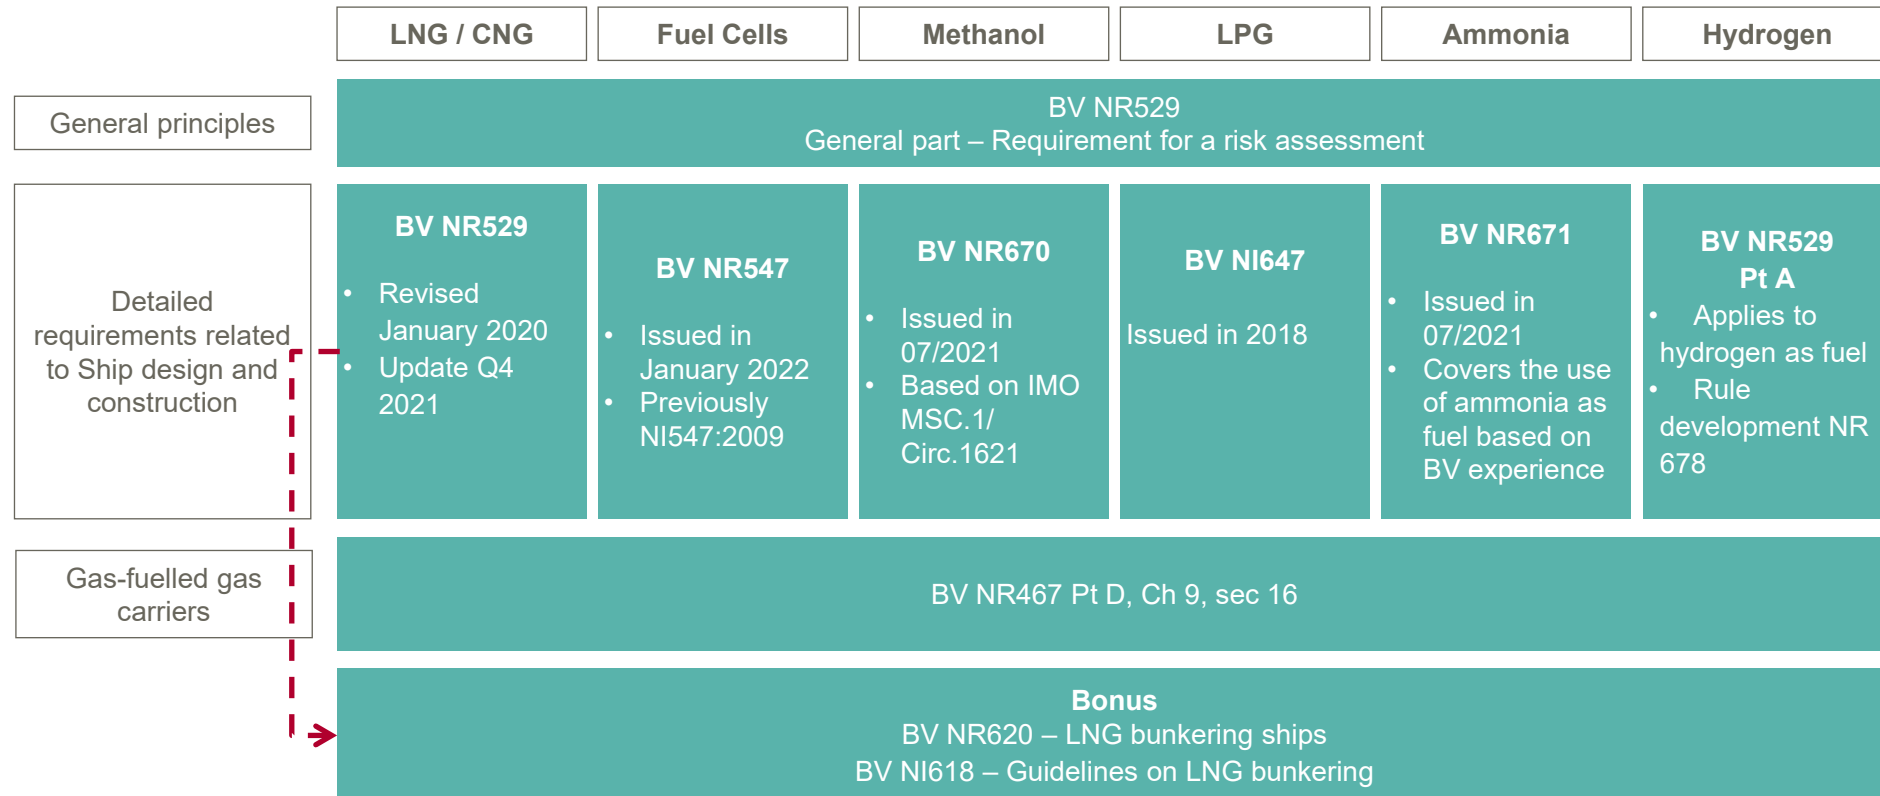 LNG / CNG
Fuel Cells
Methanol
LPG
Ammonia
Hydrogen
General principles
BV NR529
General part – Requirement for a risk assessment
Detailed
requirements related
to Ship design and
construction
BV NR529
• Revised
January 2020
• Update Q4
2021
BV NR547
• Issued in
January 2022
• Previously
NI547:2009
BV NR670
• Issued in
07/2021
• Based on IMO
MSC.1/
Circ.1621
BV NI647
Issued in 2018
BV NR671
• Issued in
07/2021
• Covers the use
of ammonia as
fuel based on
BV experience
BV NR529
Pt A
• Applies to
hydrogen as fuel
• Rule
development NR
678
Gas-fuelled gas
carriers
BV NR467 Pt D, Ch 9, sec 16
Bonus
BV NR620 – LNG bunkering ships
BV NI618 – Guidelines on LNG bunkering